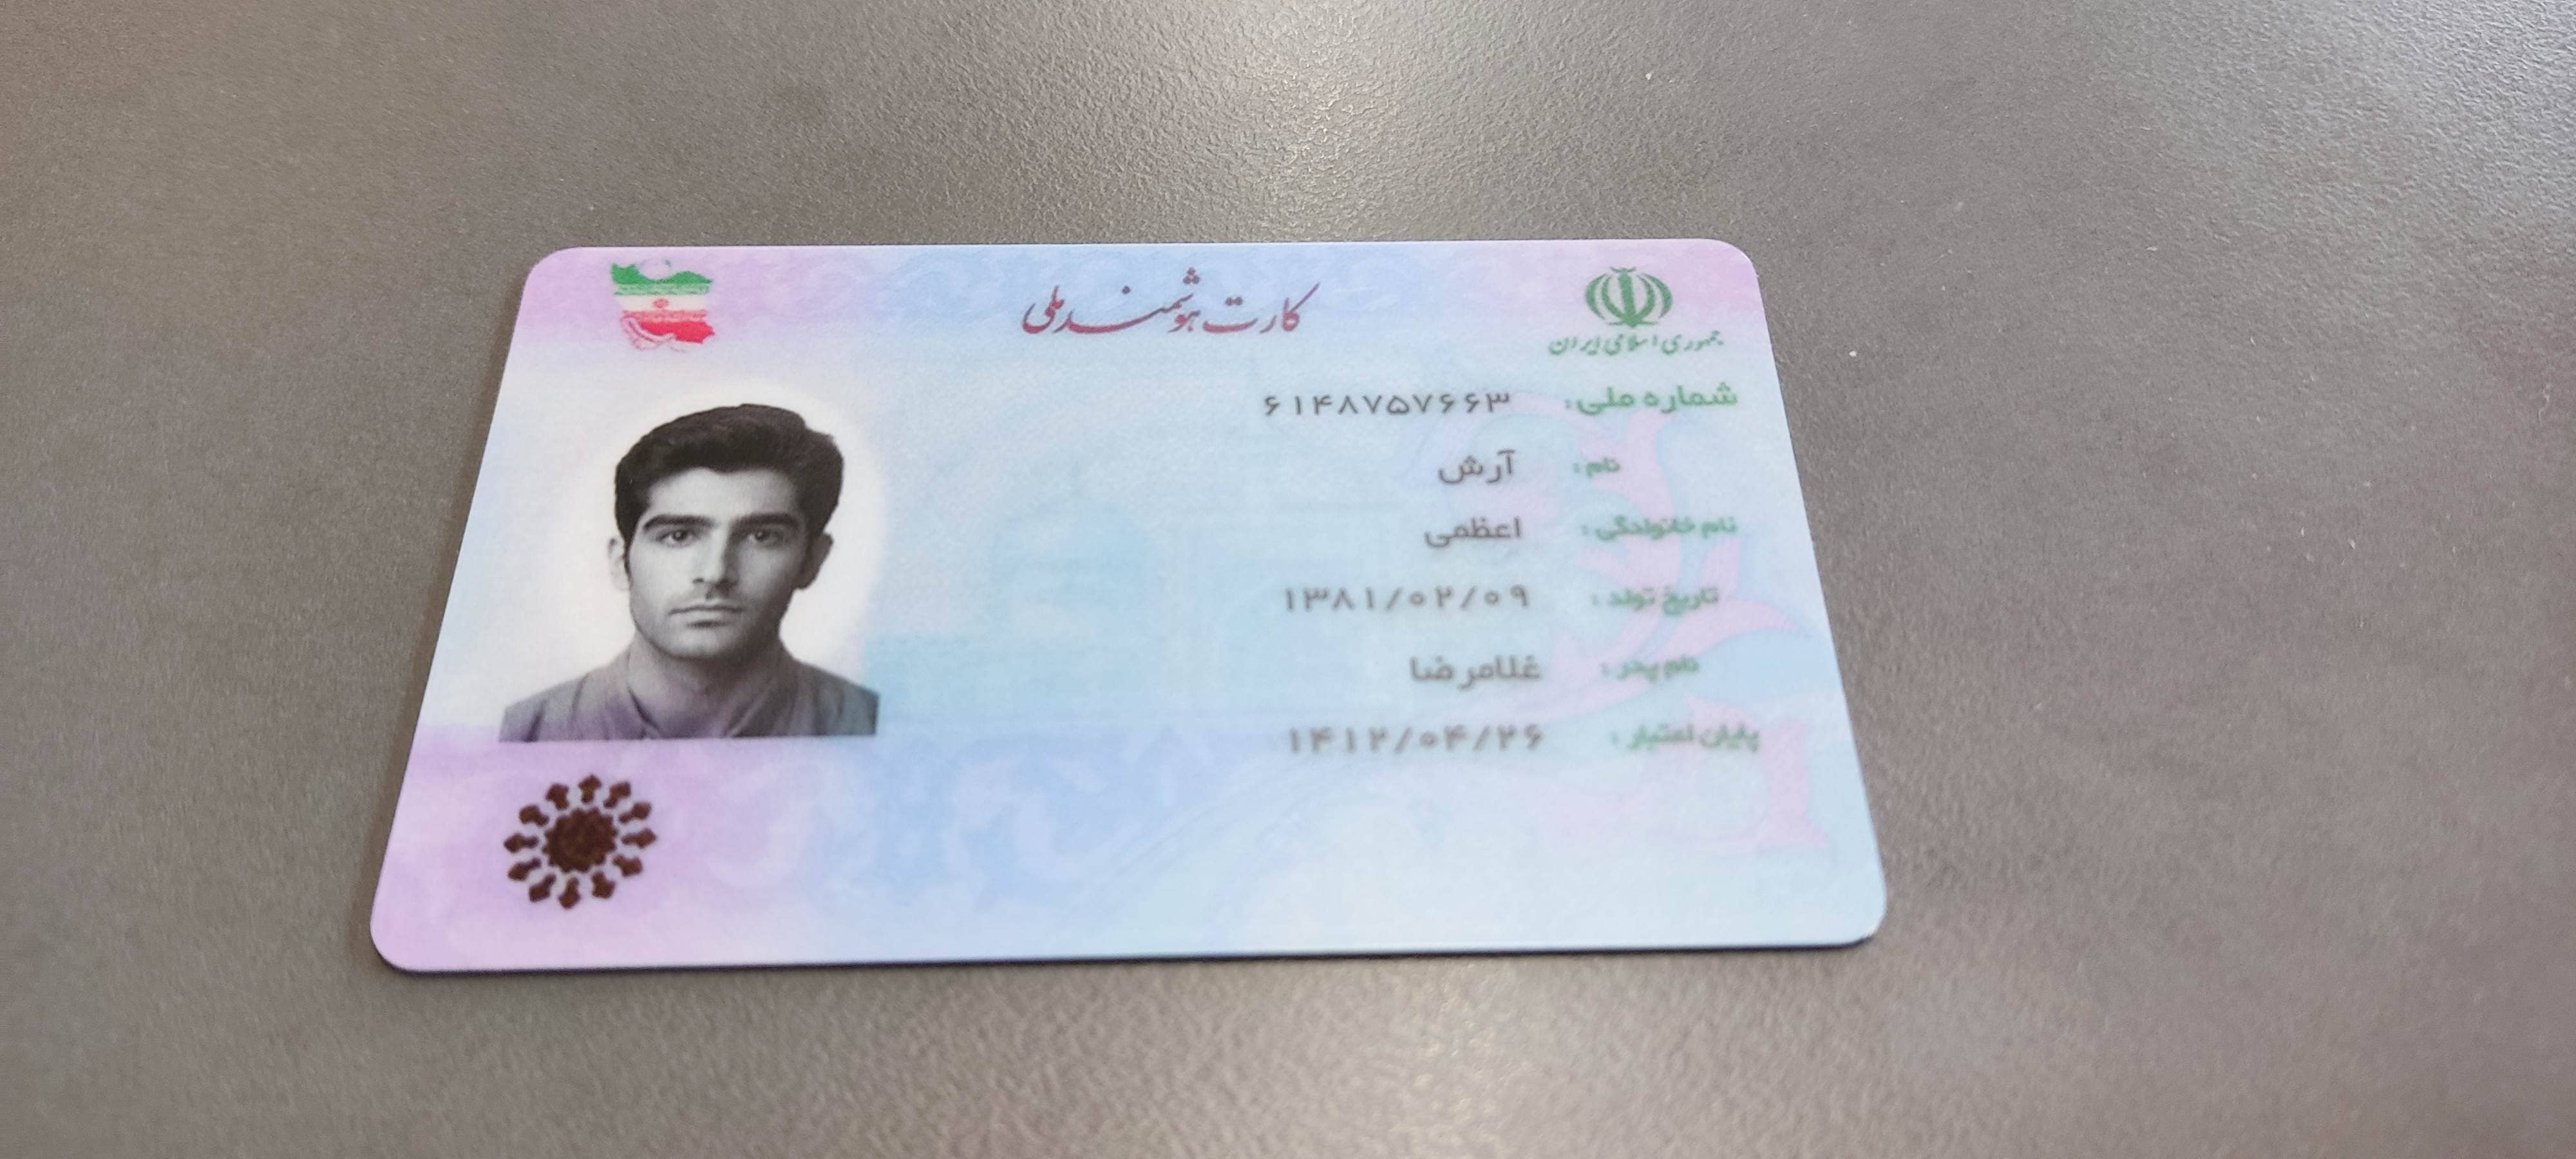 کارت هوشمند ملی
جمهوری اسلامی ایران
شماره ملی: ۶۱۴۸۷۵۷۶۶۳
نام: آرش
نام خانوادگی: اعظمی
تاریخ تولد: ۱۳۸۱/۰۲/۰۹
نام پدر: غلامرضا
پایان اعتبار: ۱۴۱۲/۰۴/۲۶